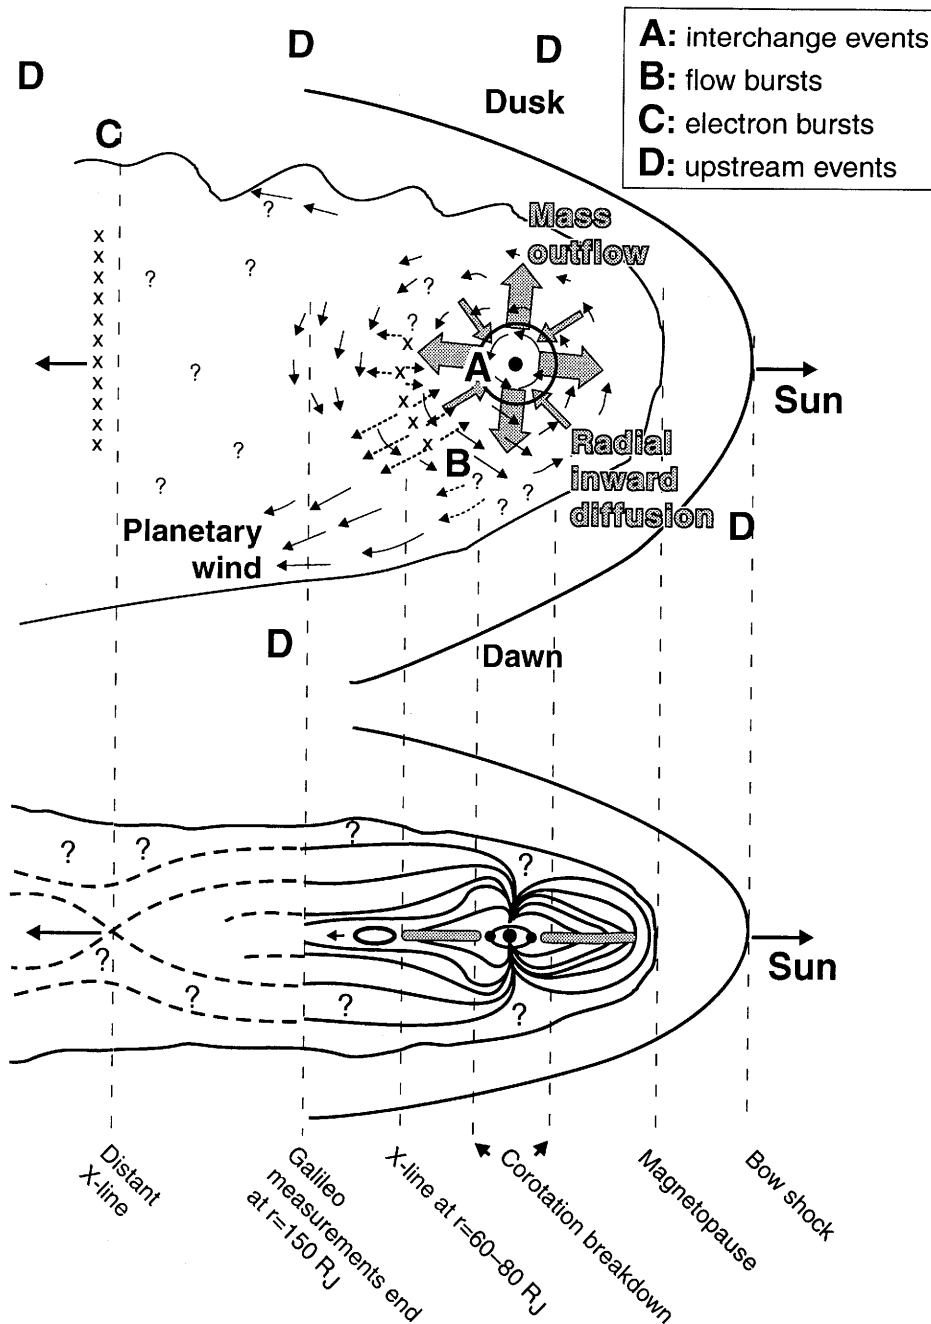 A: interchange events
B: flow bursts
C: electron bursts
D: upstream events
D
D
D
Dusk
C
?
Mass
outflow
x
x
x
x
x
x
x
x
x
x
x
?
?
?
?
x
x
x
x
x
A
Sun
?
?
B
?
?
?
Radial
inward
diffusion
D
Planetary
wind
D
Dawn
?
?
?
?
Sun
?
?
?
?
Distant
X-line
Galileo
measurements end
at r=150 RJ
X-line at r=60–80 RJ
Corotation breakdown
Magnetopause
Bow shock